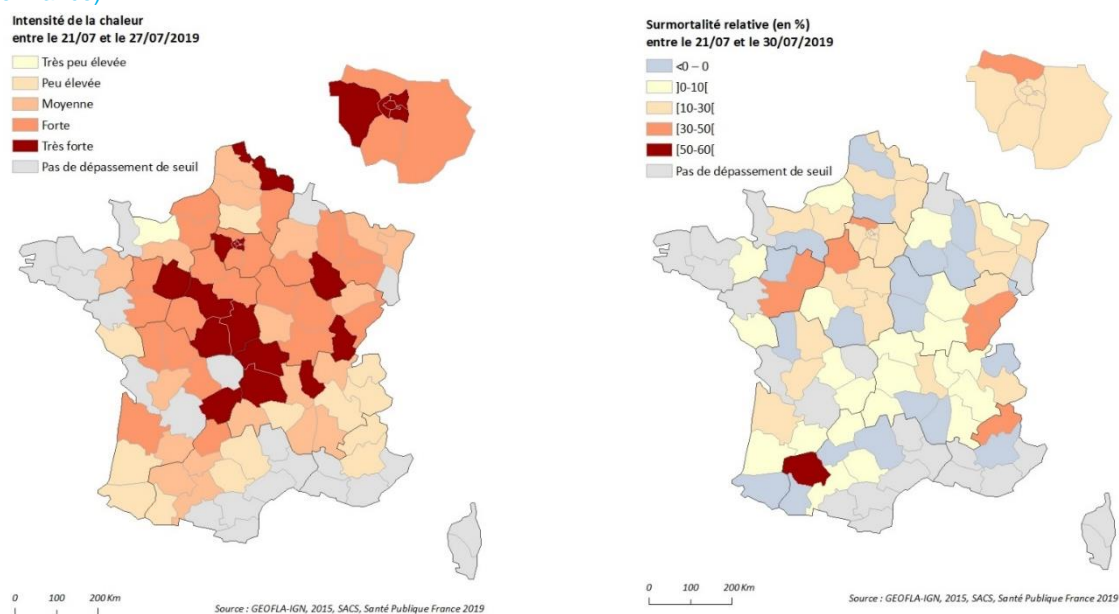 Intensité de la chaleur
entre le 21/07 et le 27/07/2019
Très peu élevée
Peu élevée
Moyenne
Forte
Très forte
Pas de dépassement de seuil
0 100 200 Km
Source : GEOFLA-IGN, 2015, SACS, Santé Publique France 2019
Surmortalité relative (en %)
entre le 21/07 et le 30/07/2019
<0 – 0
]0-10[
[10-30[
[30-50[
[50-60[
Pas de dépassement de seuil
0 100 200 Km
Source : GEOFLA-IGN, 2015, SACS, Santé Publique France 2019